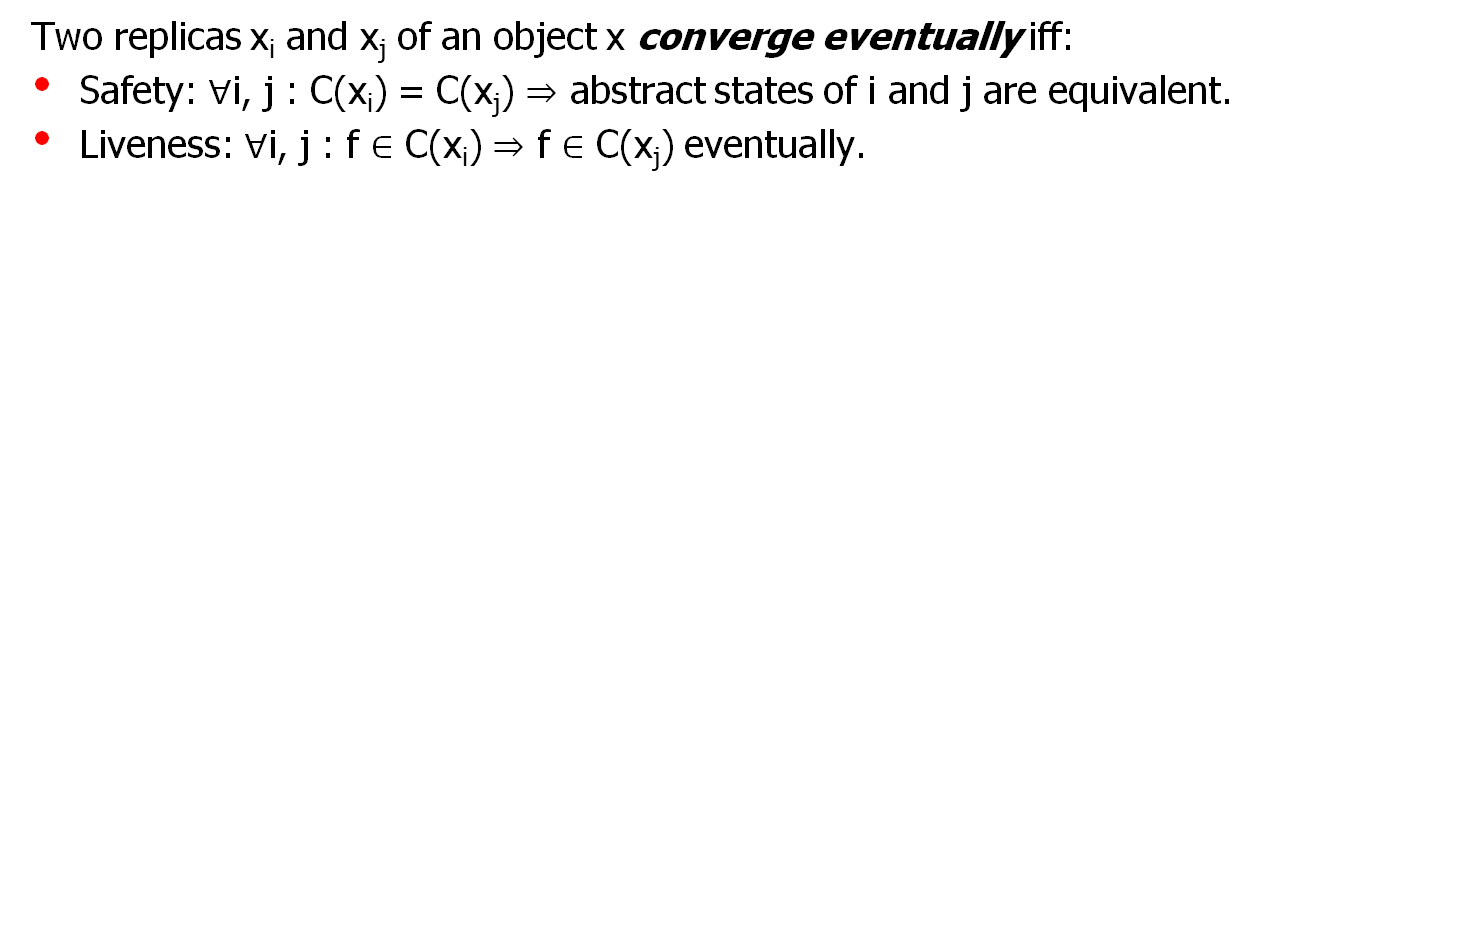 Two replicas xᵢ and xⱼ of an object x converge eventually iff:
• Safety: ∀i, j : C(xᵢ) = C(xⱼ) ⇒ abstract states of i and j are equivalent.
• Liveness: ∀i, j : f ∈ C(xᵢ) ⇒ f ∈ C(xⱼ) eventually.